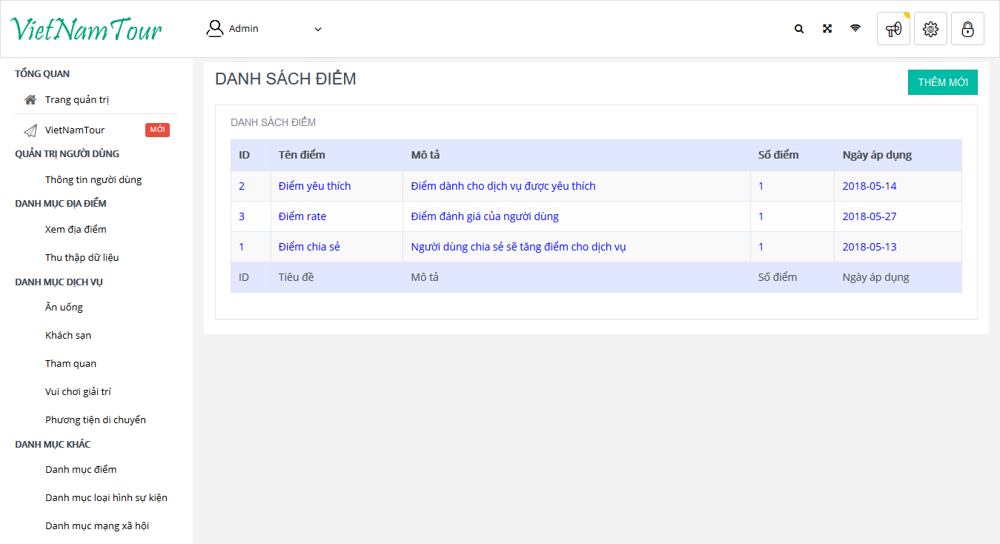 VietNamTour
Admin
TỔNG QUAN
Trang quản trị
VietNamTour MỚI
QUẢN TRỊ NGƯỜI DÙNG
Thông tin người dùng
DANH MỤC ĐỊA ĐIỂM
Xem địa điểm
Thu thập dữ liệu
DANH MỤC DỊCH VỤ
Ăn uống
Khách sạn
Tham quan
Vui chơi giải trí
Phương tiện di chuyển
DANH MỤC KHÁC
Danh mục điểm
Danh mục loại hình sự kiện
Danh mục mạng xã hội
DANH SÁCH ĐIỂM
THÊM MỚI
DANH SÁCH ĐIỂM
ID Tên điểm Mô tả Số điểm Ngày áp dụng
2 Điểm yêu thích Điểm dành cho dịch vụ được yêu thích 1 2018-05-14
3 Điểm rate Điểm đánh giá của người dùng 1 2018-05-27
1 Điểm chia sẻ Người dùng chia sẻ sẽ tăng điểm cho dịch vụ 1 2018-05-13
ID Tiêu đề Mô tả Số điểm Ngày áp dụng